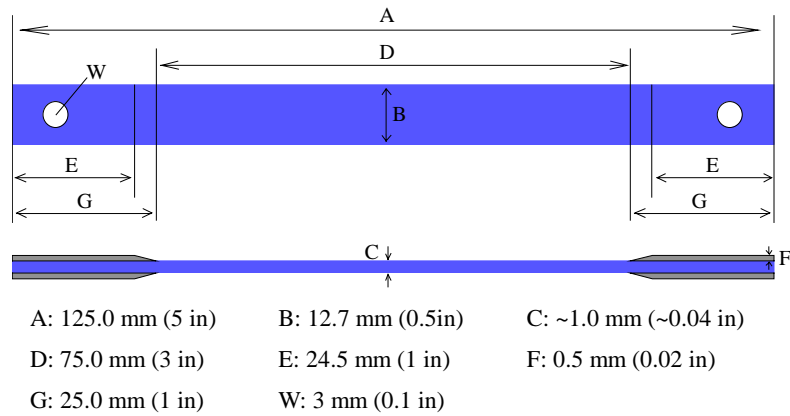 A
D
W
B
E
E
G
G
C
F
A: 125.0 mm (5 in) B: 12.7 mm (0.5in) C: ~1.0 mm (~0.04 in)
D: 75.0 mm (3 in) E: 24.5 mm (1 in) F: 0.5 mm (0.02 in)
G: 25.0 mm (1 in) W: 3 mm (0.1 in)